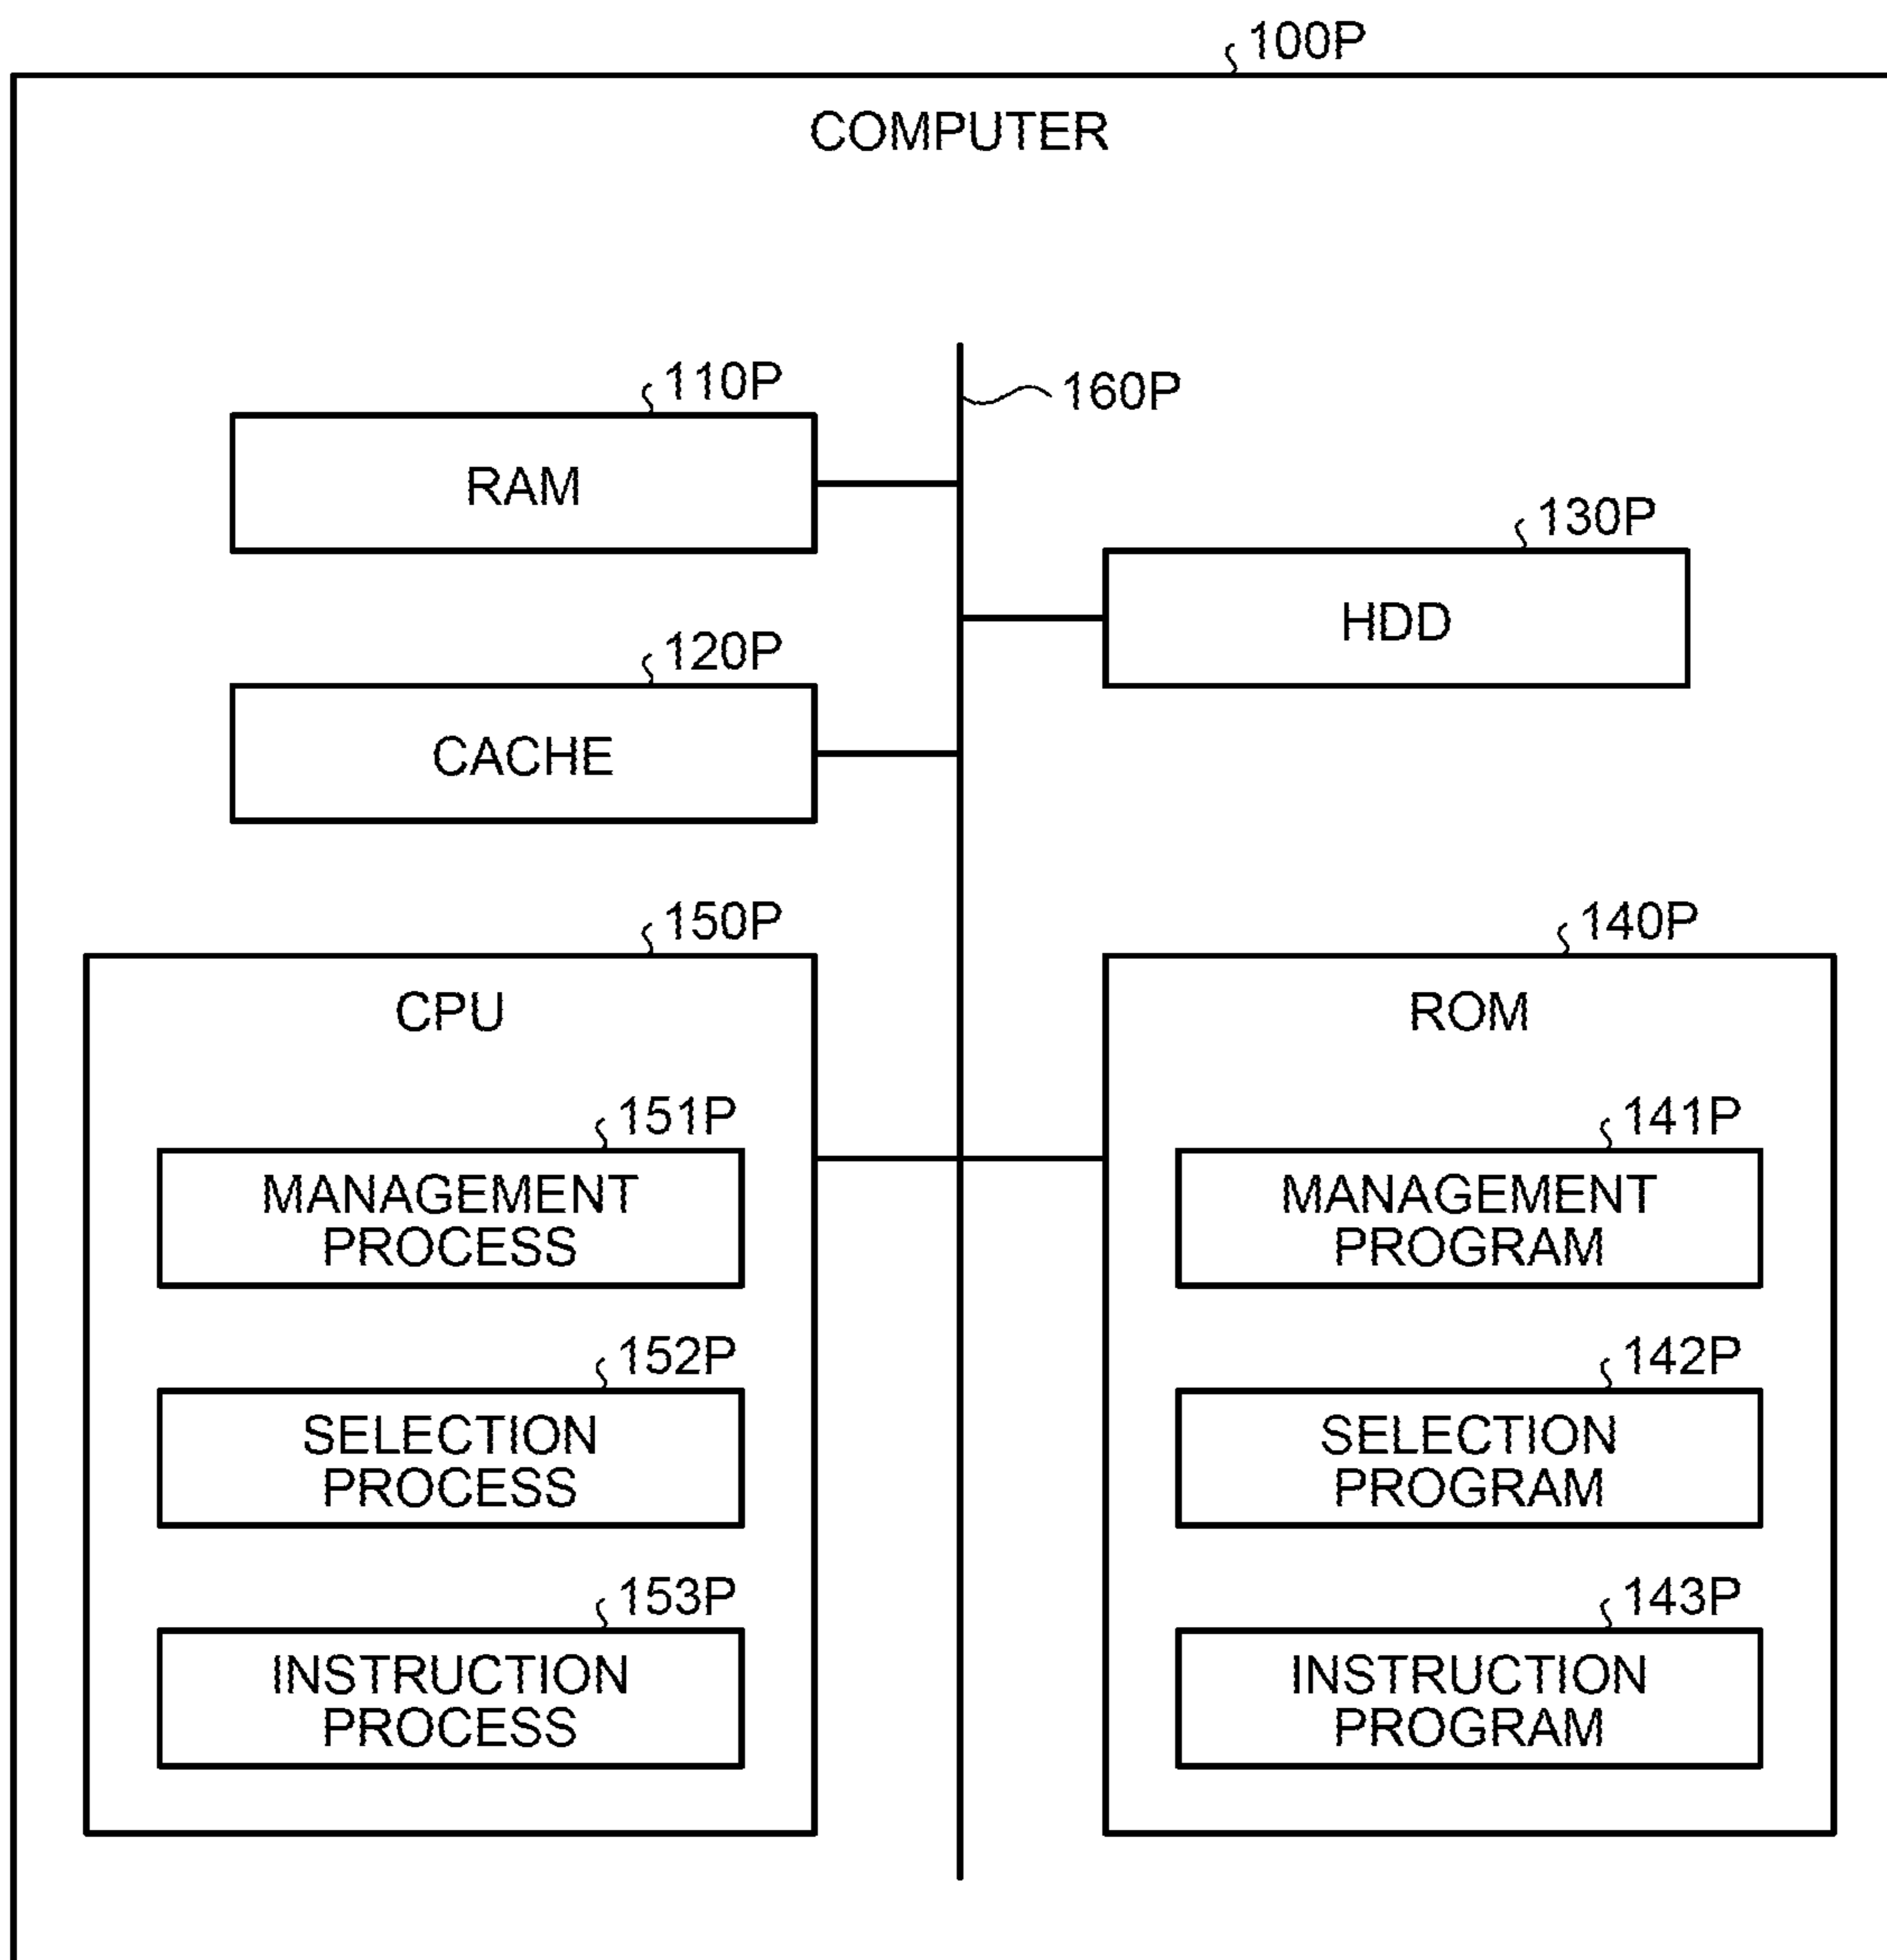 100P
COMPUTER
110P
160P
RAM
130P
HDD
120P
CACHE
150P
CPU
151P
MANAGEMENT
PROCESS
152P
SELECTION
PROCESS
153P
INSTRUCTION
PROCESS
140P
ROM
141P
MANAGEMENT
PROGRAM
142P
SELECTION
PROGRAM
143P
INSTRUCTION
PROGRAM